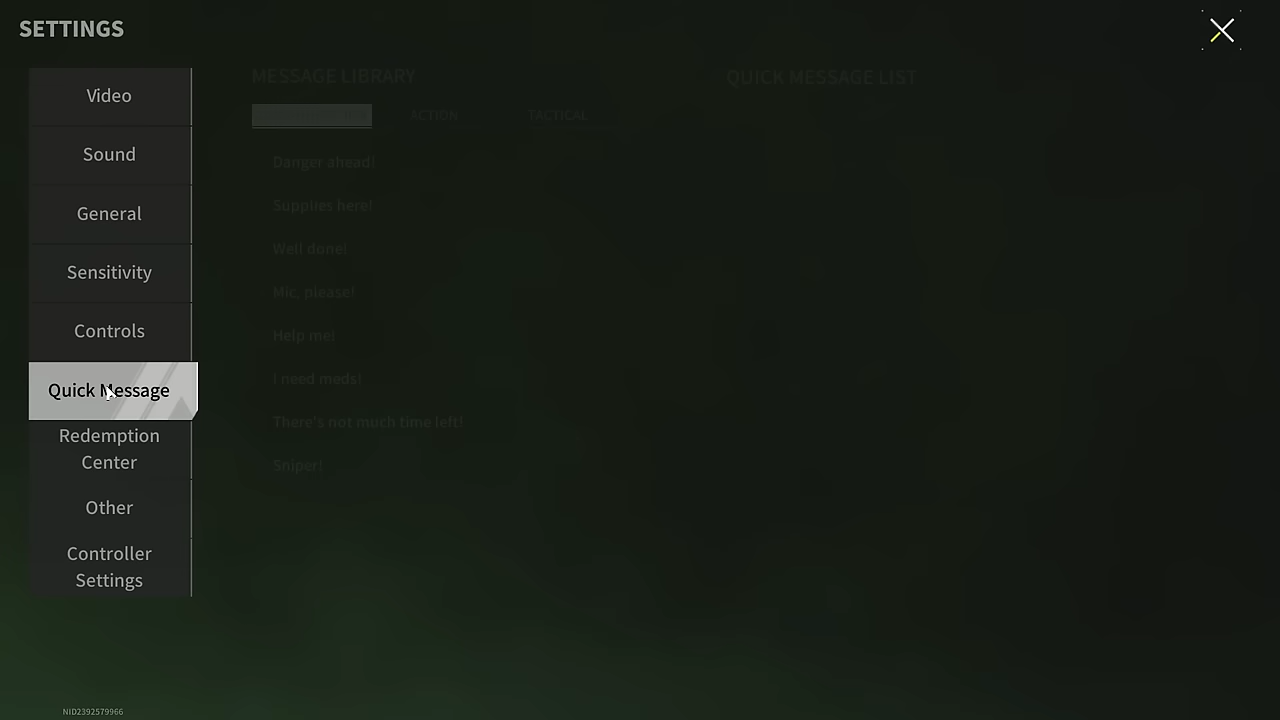 SETTINGS
Video
Sound
General
Sensitivity
Controls
Quick Message
Redemption
Center
Other
Controller
Settings
MESSAGE LIBRARY
ACTION
TACTICAL
Danger ahead!
Supplies here!
Well done!
Mic, please!
Help me!
I need meds!
There's not much time left!
Sniper!
QUICK MESSAGE LIST
NID2392579966